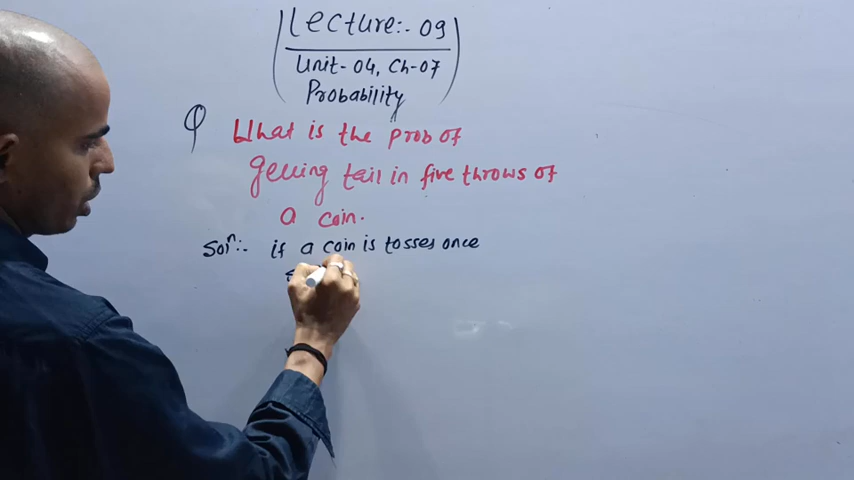 Lecture:- 09
Unit-04, Ch-07
Probability
Q What is the prob of
getting tail in five throws of
a coin.
Solⁿ:- if a coin is tosses once